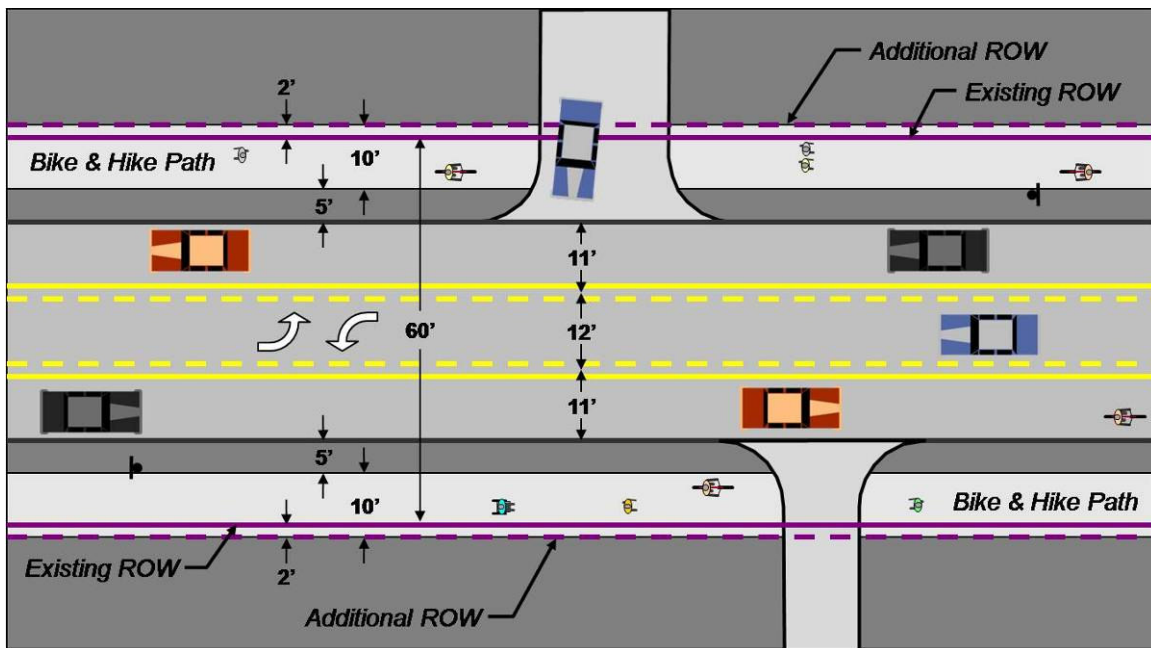 Additional ROW
2'
Existing ROW
Bike & Hike Path
10'
5'
11'
60'
12'
11'
5'
10'
Bike & Hike Path
Existing ROW
2'
Additional ROW